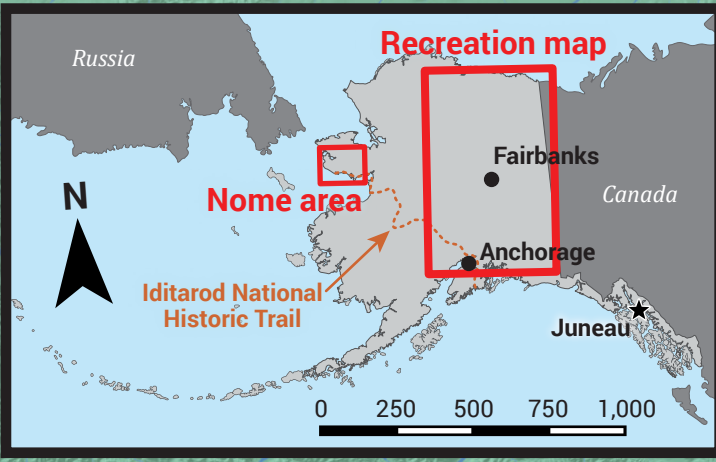 Russia
Recreation map
Fairbanks
N
Nome area
Canada
Anchorage
Iditarod National
Historic Trail
Juneau
0 250 500 750 1,000